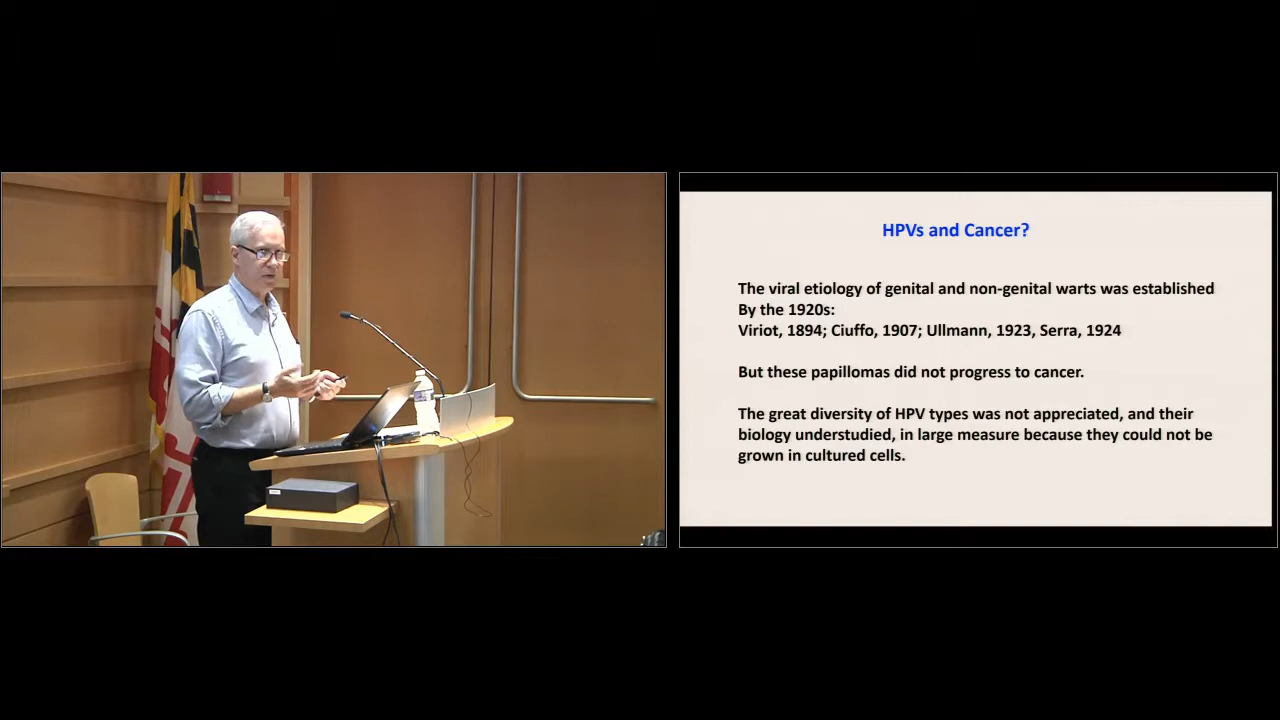 HPVs and Cancer?
The viral etiology of genital and non-genital warts was established
By the 1920s:
Viriot, 1894; Ciuffo, 1907; Ullmann, 1923, Serra, 1924
But these papillomas did not progress to cancer.
The great diversity of HPV types was not appreciated, and their
biology understudied, in large measure because they could not be
grown in cultured cells.